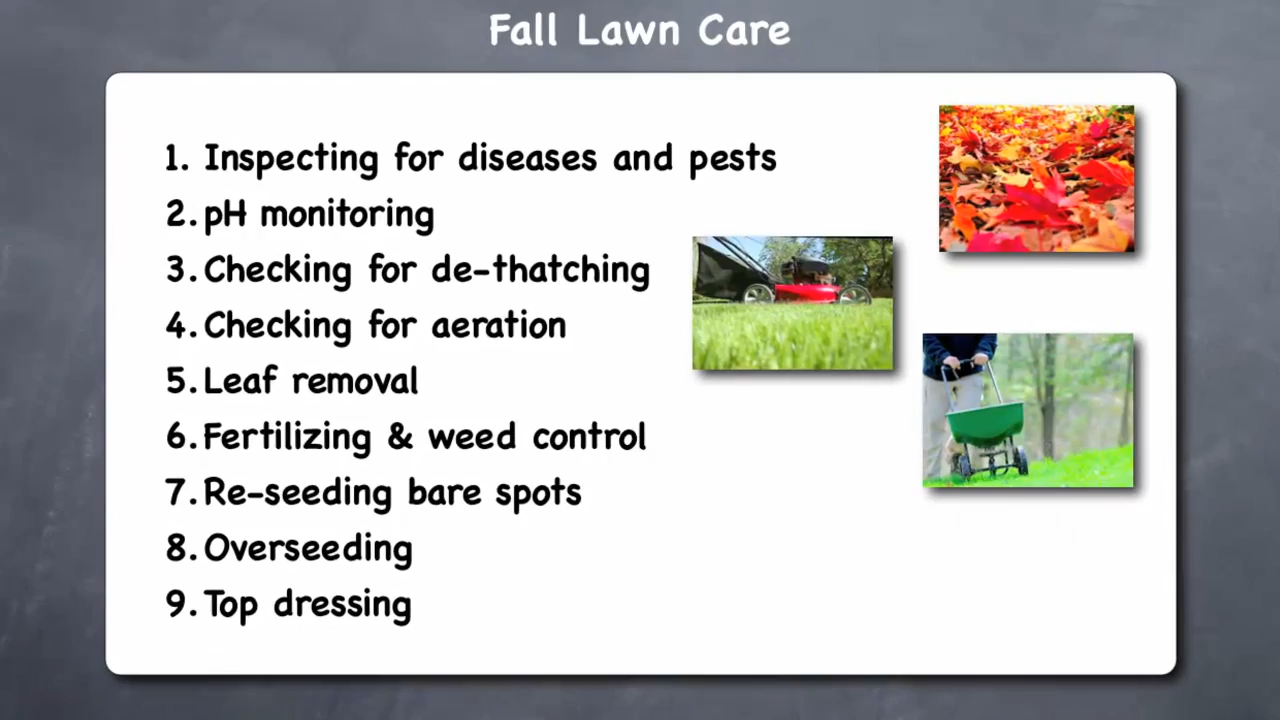 Fall Lawn Care
1. Inspecting for diseases and pests
2. pH monitoring
3. Checking for de-thatching
4. Checking for aeration
5. Leaf removal
6. Fertilizing & weed control
7. Re-seeding bare spots
8. Overseeding
9. Top dressing